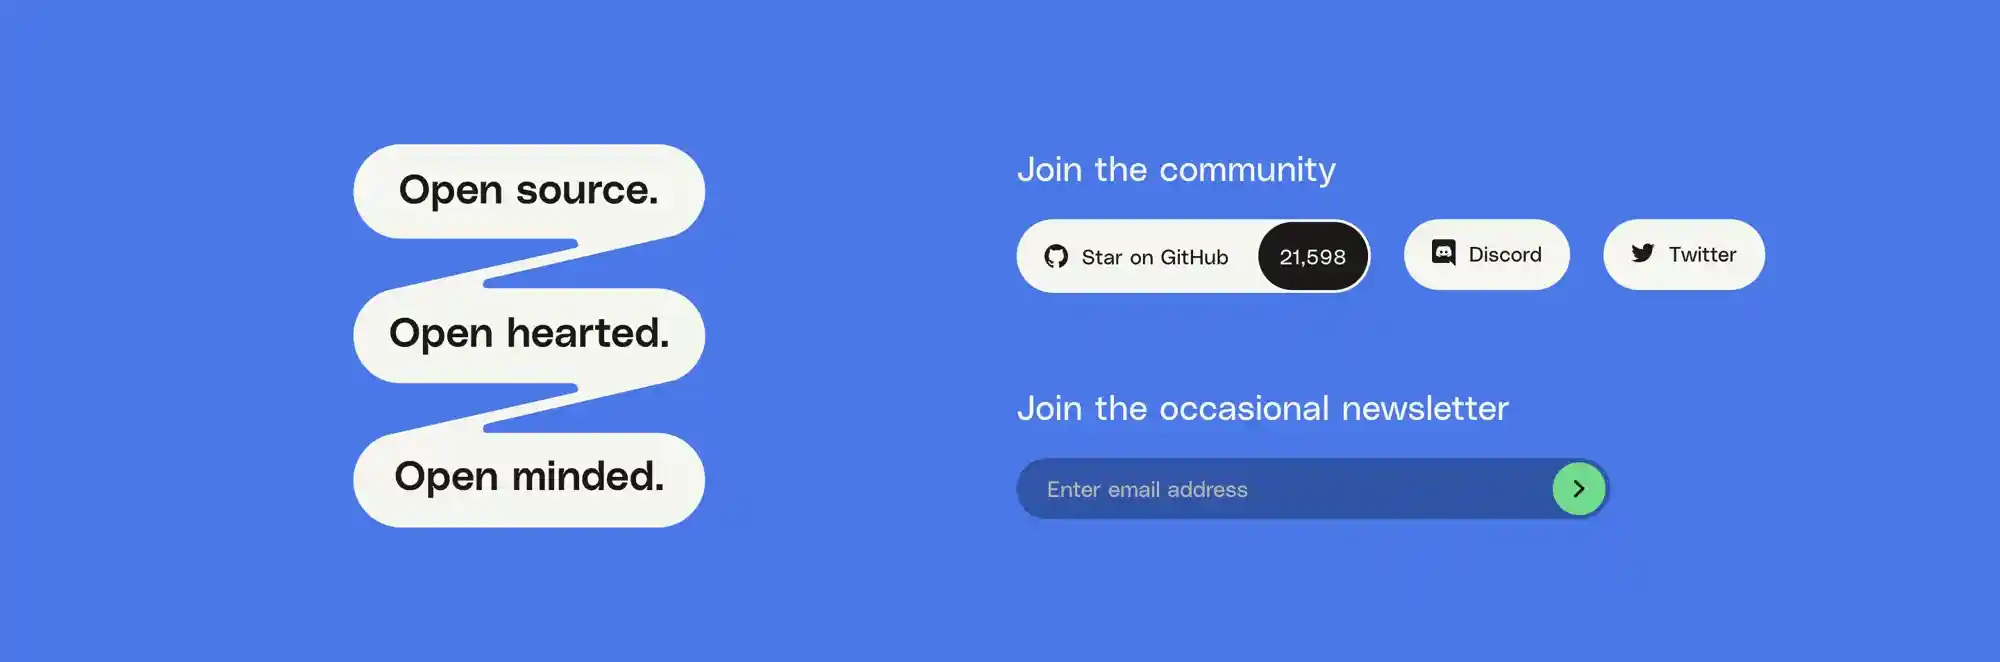 Open source.
Open hearted.
Open minded.
Join the community
Star on GitHub 21,598 Discord Twitter
Join the occasional newsletter
Enter email address